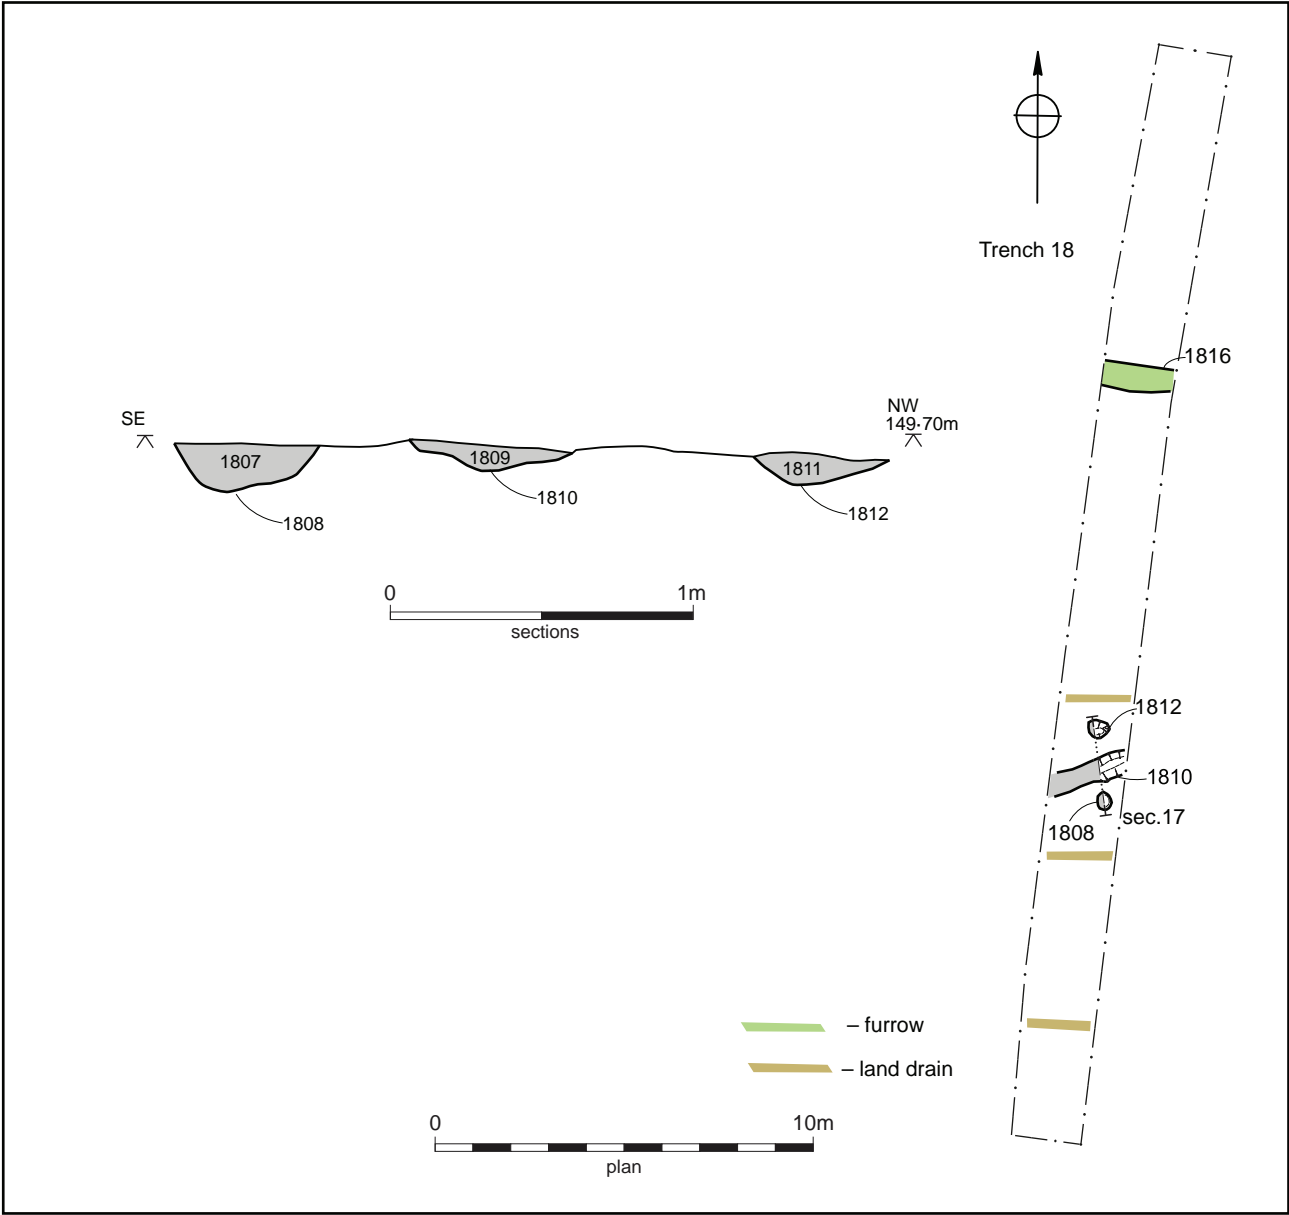 Trench 18
1816
SE
NW
149·70m
1807
1809
1811
1810
1812
1808
0 1m
sections
1812
1810
sec.17
1808
– furrow
– land drain
0 10m
plan